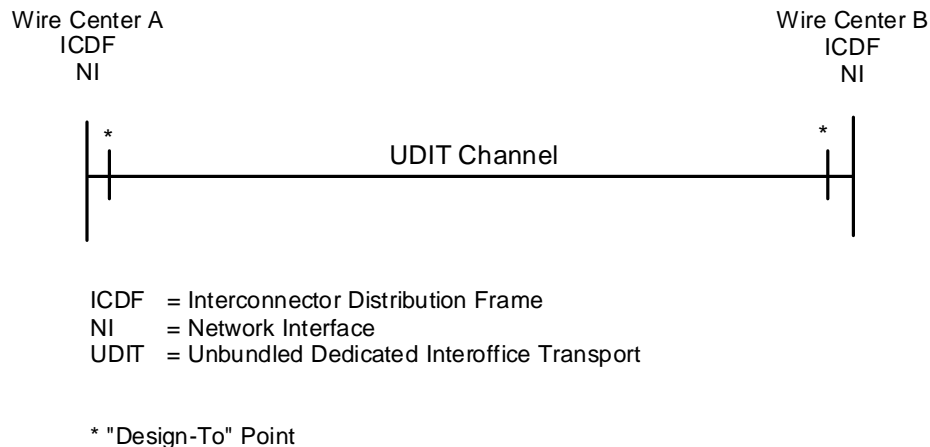 Wire Center A
ICDF
NI
Wire Center B
ICDF
NI
*
*
UDIT Channel
ICDF = Interconnector Distribution Frame
NI = Network Interface
UDIT = Unbundled Dedicated Interoffice Transport
* "Design-To" Point